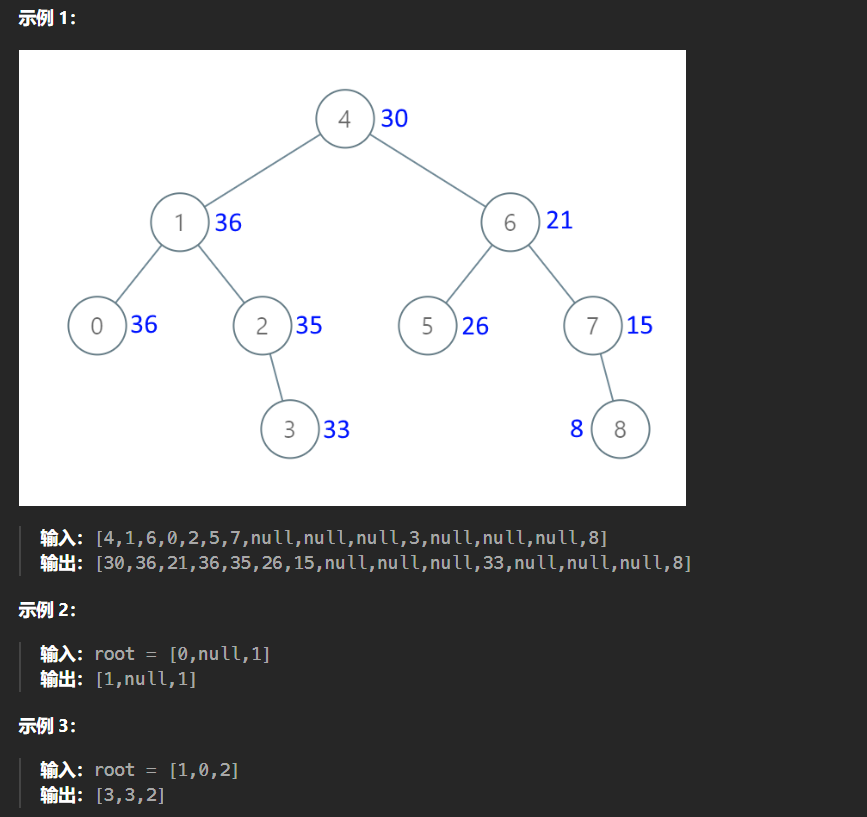 示例 1：
4 30
1 36 6 21
0 36 2 35 5 26 7 15
3 33 8 8
输入：[4,1,6,0,2,5,7,null,null,null,3,null,null,null,8]
输出：[30,36,21,36,35,26,15,null,null,null,33,null,null,null,8]
示例 2：
输入：root = [0,null,1]
输出：[1,null,1]
示例 3：
输入：root = [1,0,2]
输出：[3,3,2]